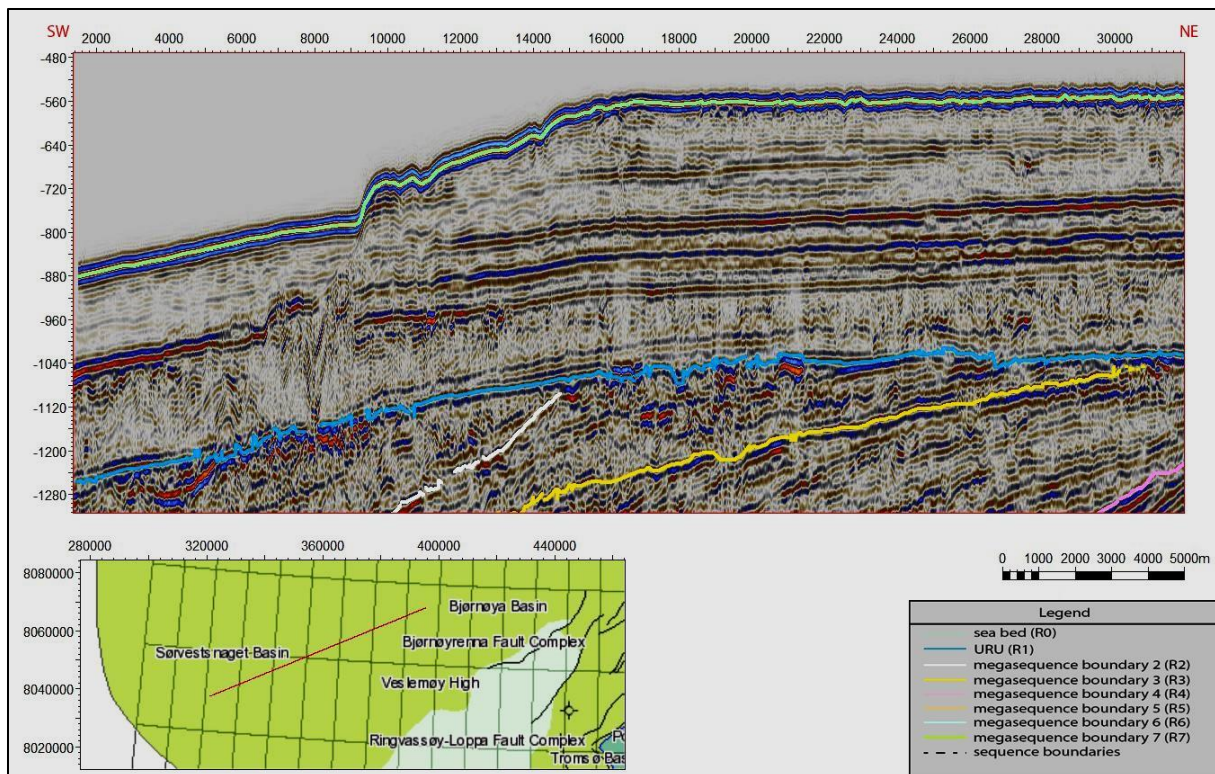 SW
NE
2000 4000 6000 8000 10000 12000 14000 16000 18000 20000 22000 24000 26000 28000 30000
-480
-560
-640
-720
-800
-880
-960
-1040
-1120
-1200
-1280
280000 320000 360000 400000 440000
8080000
8060000
8040000
8020000
Bjørnøya Basin
Bjørnøyrenna Fault Complex
Sørvestsnaget Basin
Veslemøy High
Ringvassøy-Loppa Fault Complex
Tromsø Bas
0 1000 2000 3000 4000 5000m
Legend
sea bed (R0)
URU (R1)
megasequence boundary 2 (R2)
megasequence boundary 3 (R3)
megasequence boundary 4 (R4)
megasequence boundary 5 (R5)
megasequence boundary 6 (R6)
megasequence boundary 7 (R7)
sequence boundaries